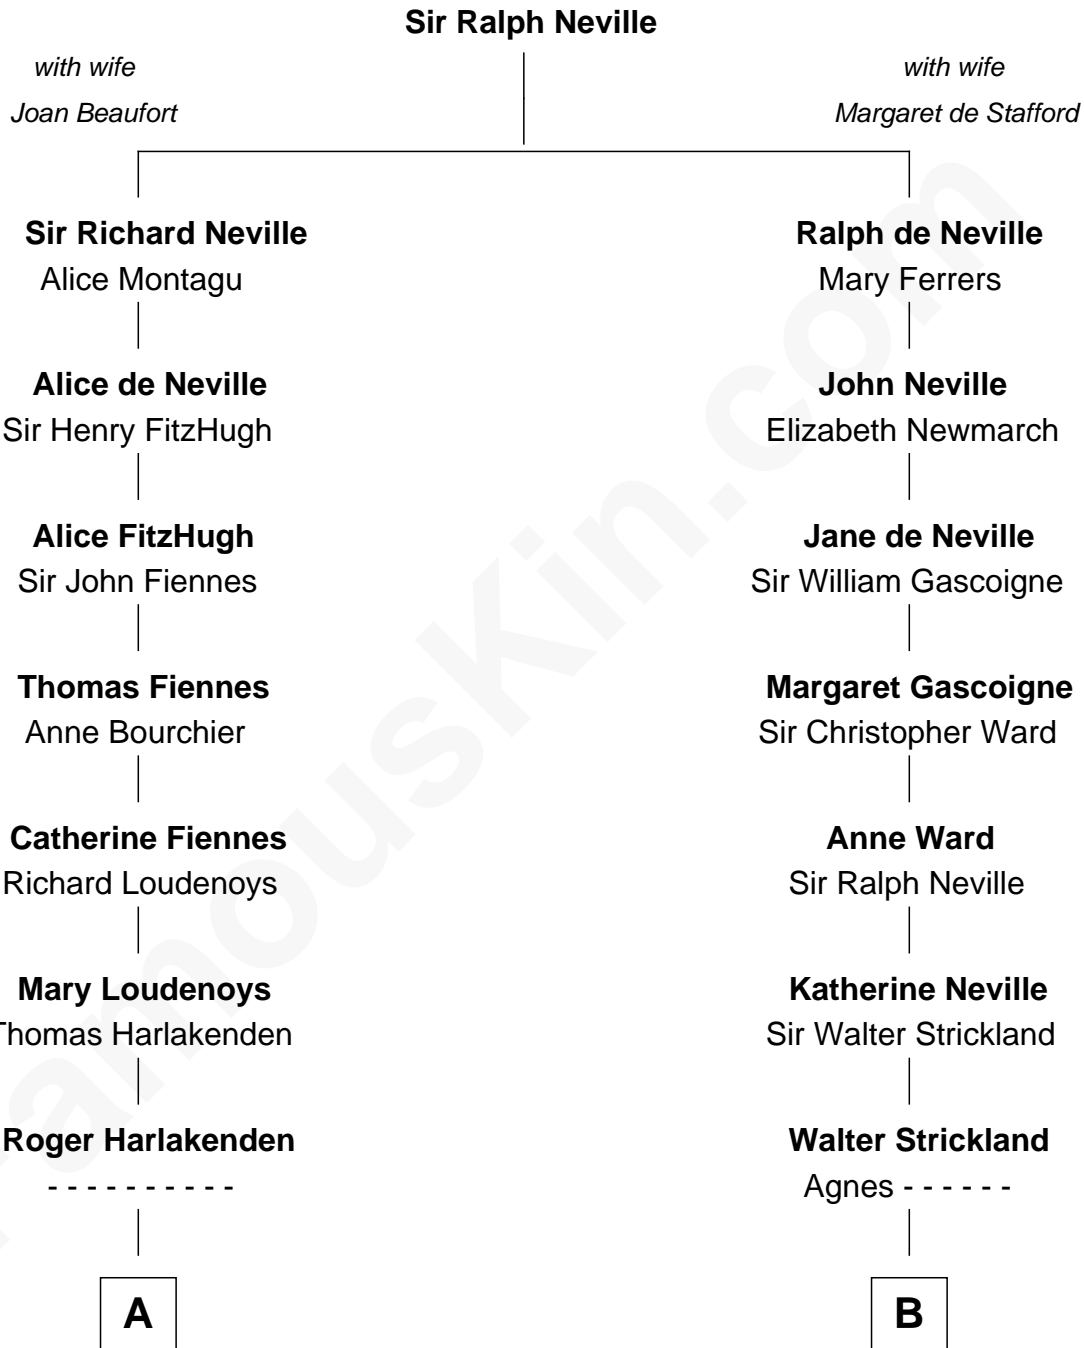 Sir Ralph Neville
with wife
Joan Beaufort
with wife
Margaret de Stafford
Sir Richard Neville
Alice Montagu
Ralph de Neville
Mary Ferrers
Alice de Neville
Sir Henry FitzHugh
John Neville
Elizabeth Newmarch
Alice FitzHugh
Sir John Fiennes
Jane de Neville
Sir William Gascoigne
Thomas Fiennes
Anne Bourchier
Margaret Gascoigne
Sir Christopher Ward
Catherine Fiennes
Richard Loudenoys
Anne Ward
Sir Ralph Neville
Mary Loudenoys
Thomas Harlakenden
Katherine Neville
Sir Walter Strickland
Roger Harlakenden
- - - - - - - - - -
Walter Strickland
Agnes - - - - - -
A
B
FamousKin.com